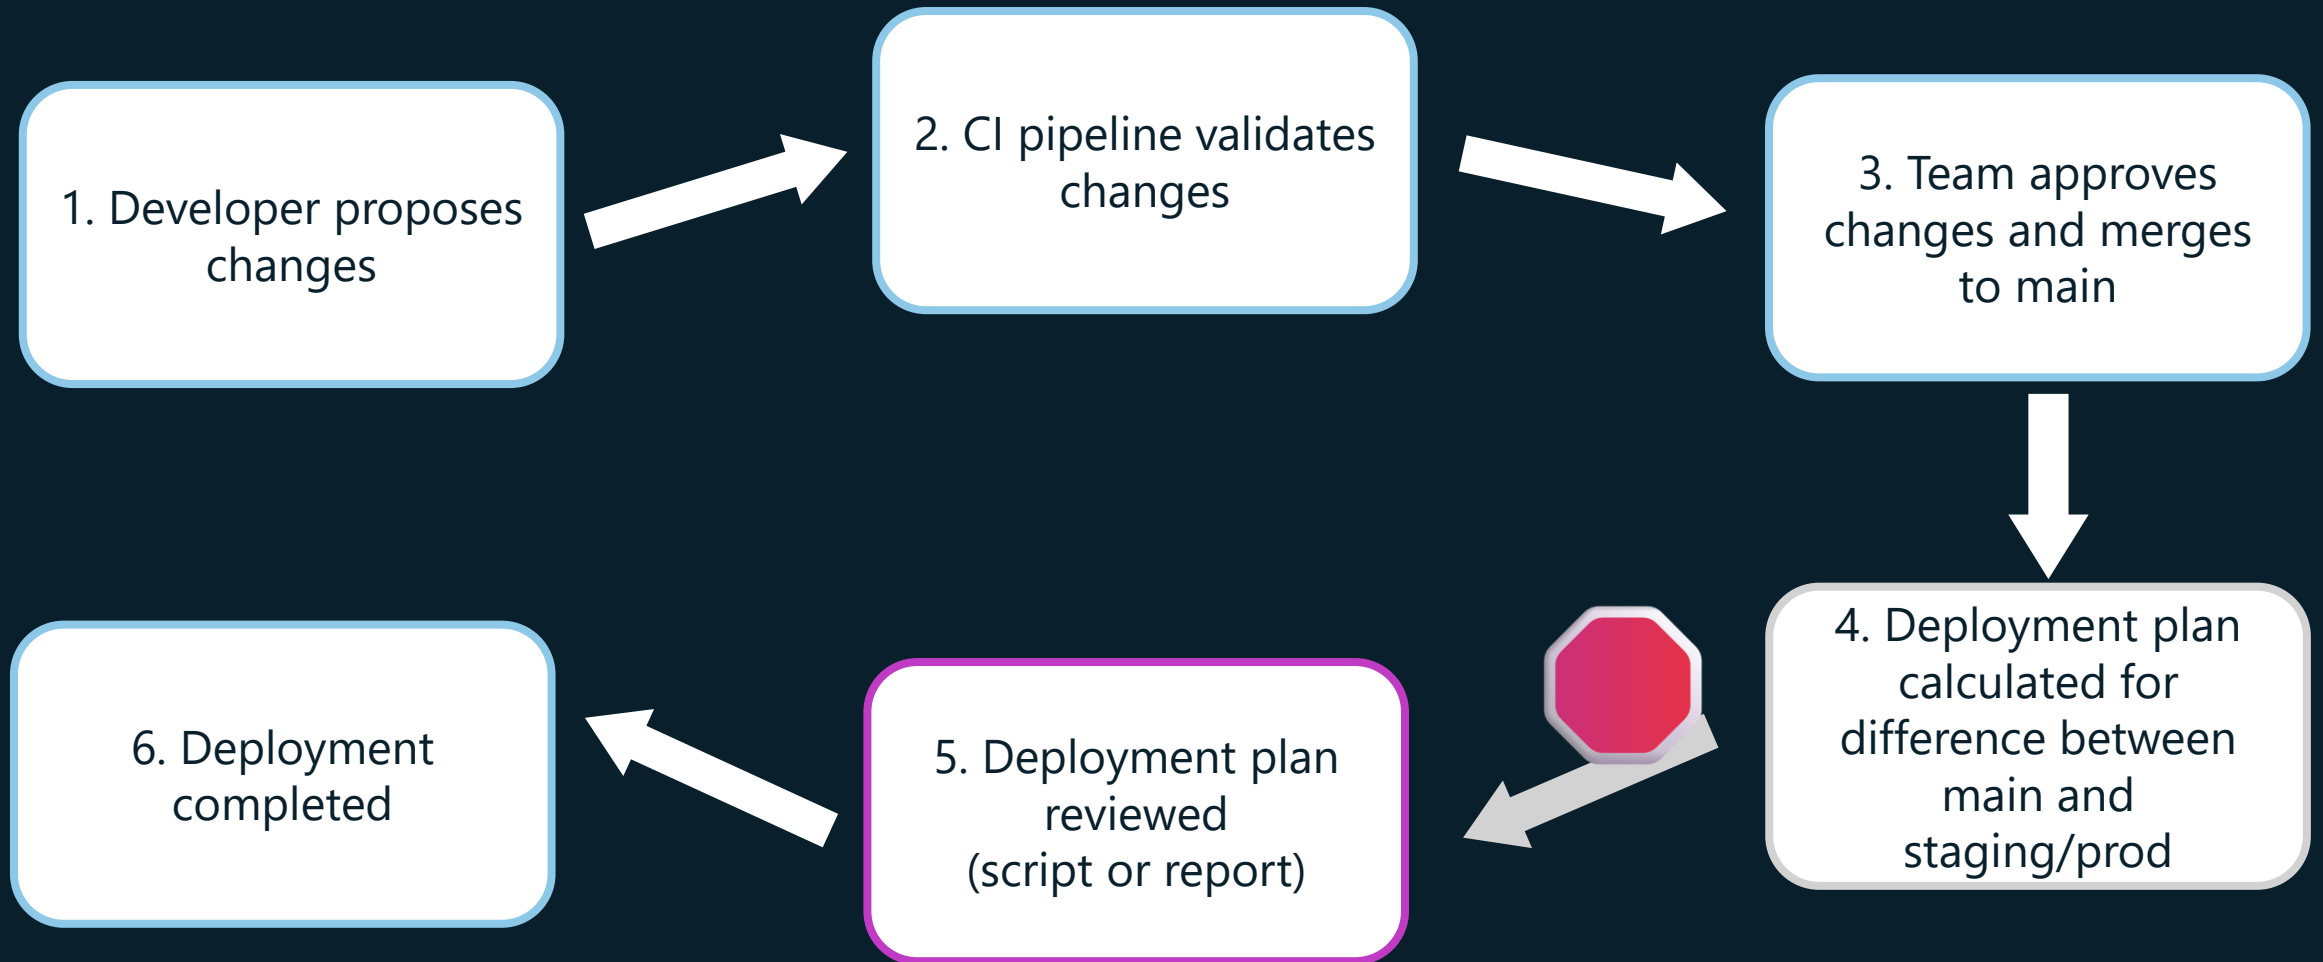 1. Developer proposes
changes
2. CI pipeline validates
changes
3. Team approves
changes and merges
to main
4. Deployment plan
calculated for
difference between
main and
staging/prod
5. Deployment plan
reviewed
(script or report)
6. Deployment
completed